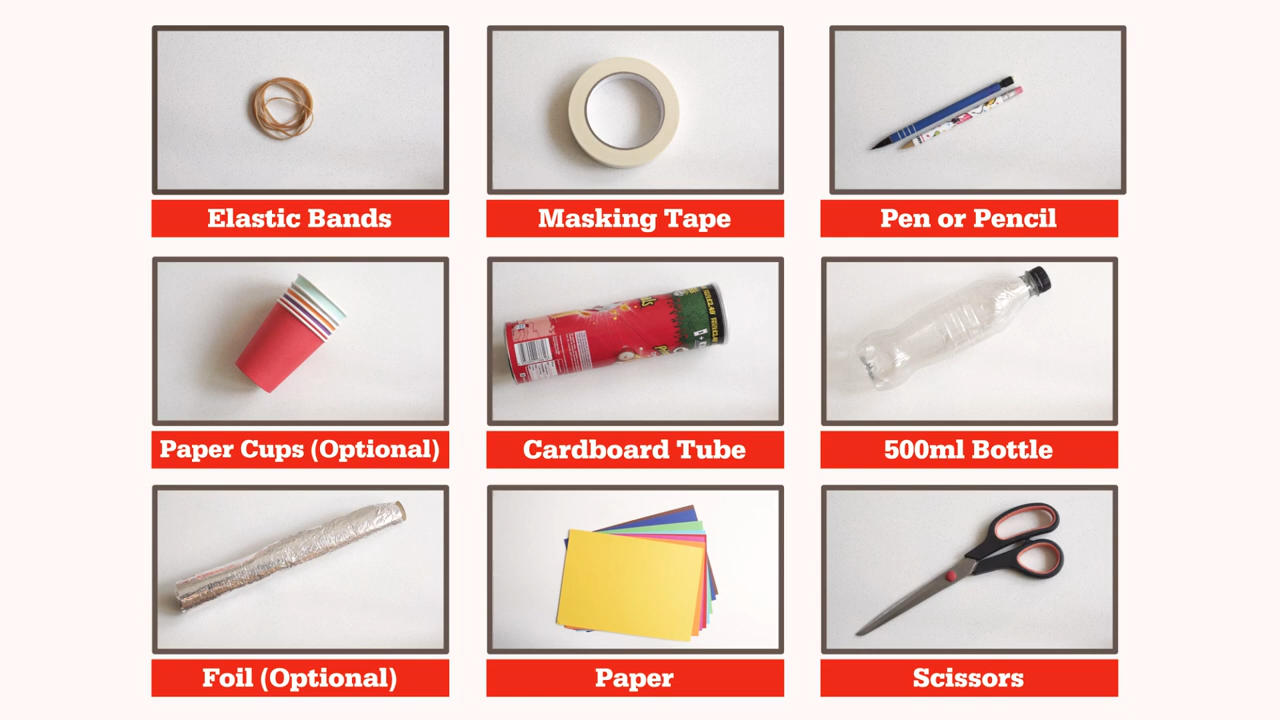 Elastic Bands
Masking Tape
Pen or Pencil
Paper Cups (Optional)
Cardboard Tube
500ml Bottle
Foil (Optional)
Paper
Scissors